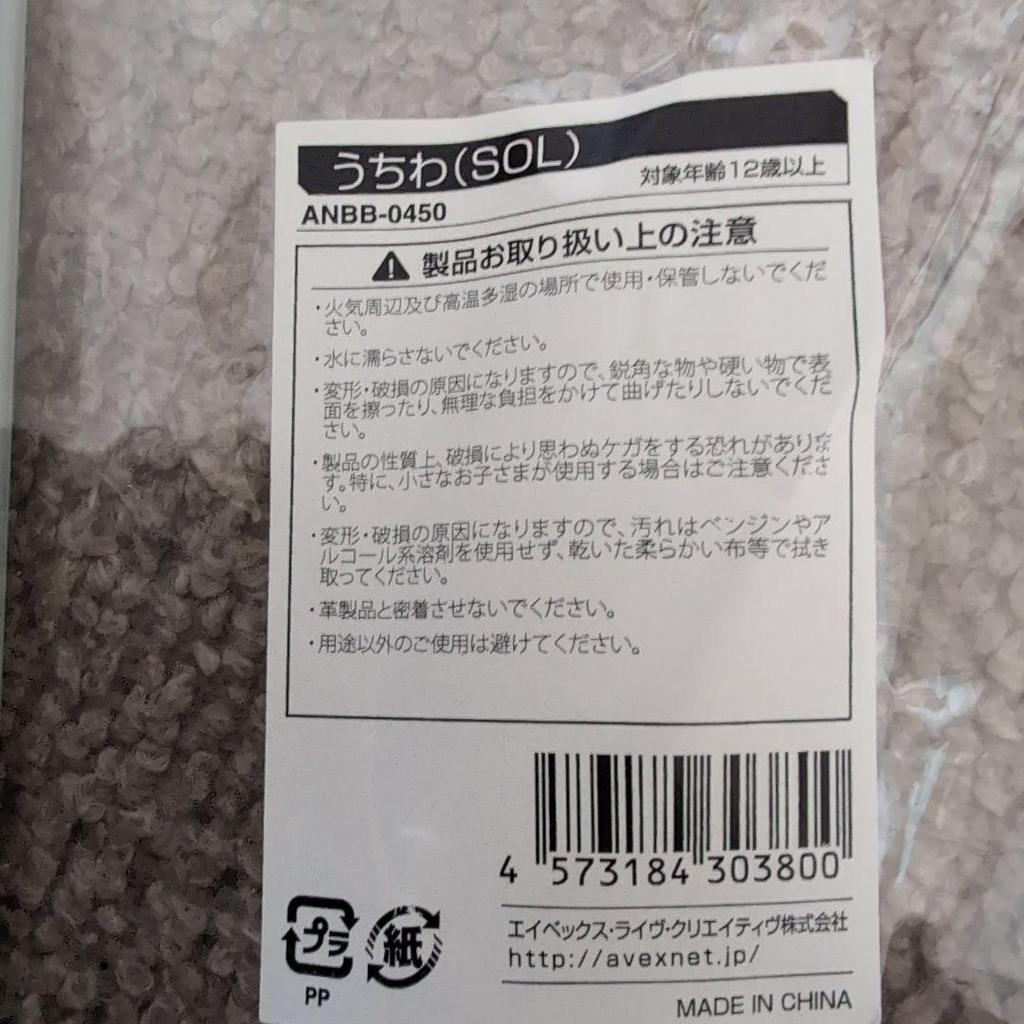 うちわ(SOL)
対象年齢12歳以上
ANBB-0450
製品お取り扱い上の注意
・火気周辺及び高温多湿の場所で使用・保管しないでくだ
さい。
・水に濡らさないでください。
・変形・破損の原因になりますので、鋭角な物や硬い物で表
面を擦ったり、無理な負担をかけて曲げたりしないでくだ
さい。
・製品の性質上、破損により思わぬケガをする恐れがありま
す。特に、小さなお子さまが使用する場合はご注意くださ
い。
・変形・破損の原因になりますので、汚れはベンジンやア
ルコール系溶剤を使用せず、乾いた柔らかい布等で拭き
取ってください。
・革製品と密着させないでください。
・用途以外のご使用は避けてください。
4 573184 303800
プラ
紙
PP
エイベックス・ライヴ・クリエイティヴ株式会社
http://avexnet.jp/
MADE IN CHINA